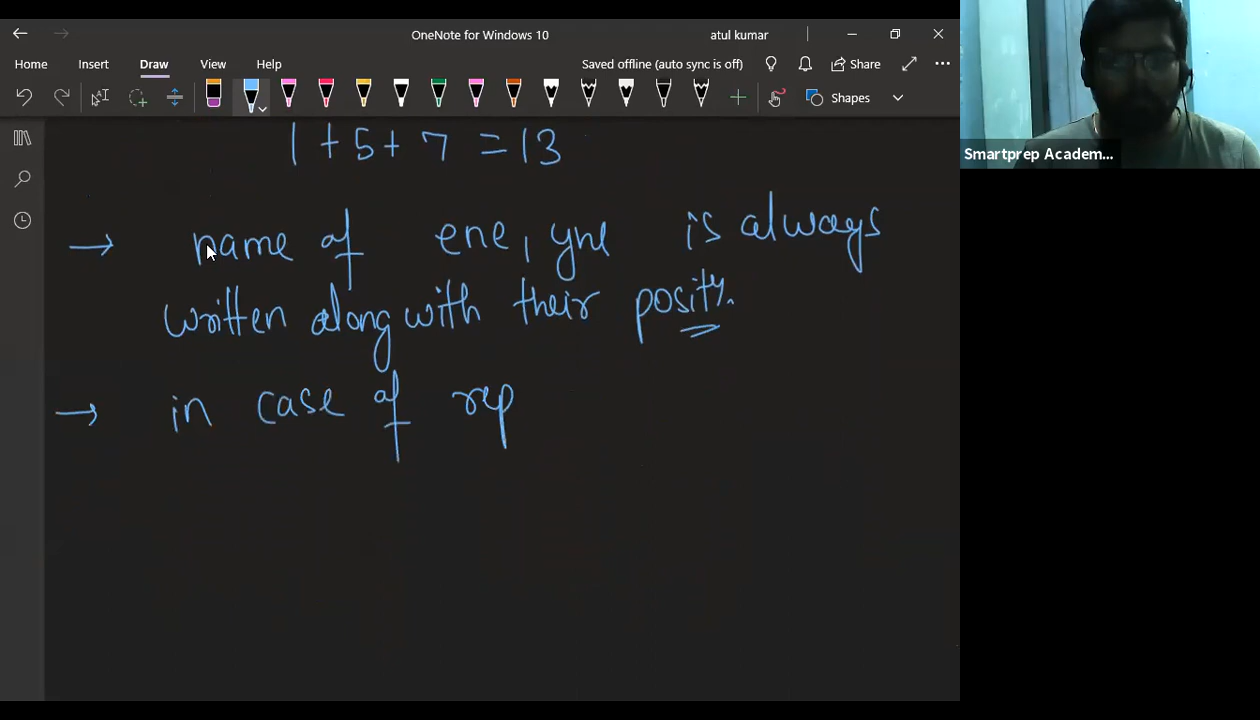 OneNote for Windows 10
atul kumar
Home Insert Draw View Help
Saved offline (auto sync is off)
Share
Shapes
Smartprep Academ...
1 + 5 + 7 = 13
→ name of ene, yne is always
written along with their posit⁠y.
→ in case of rep